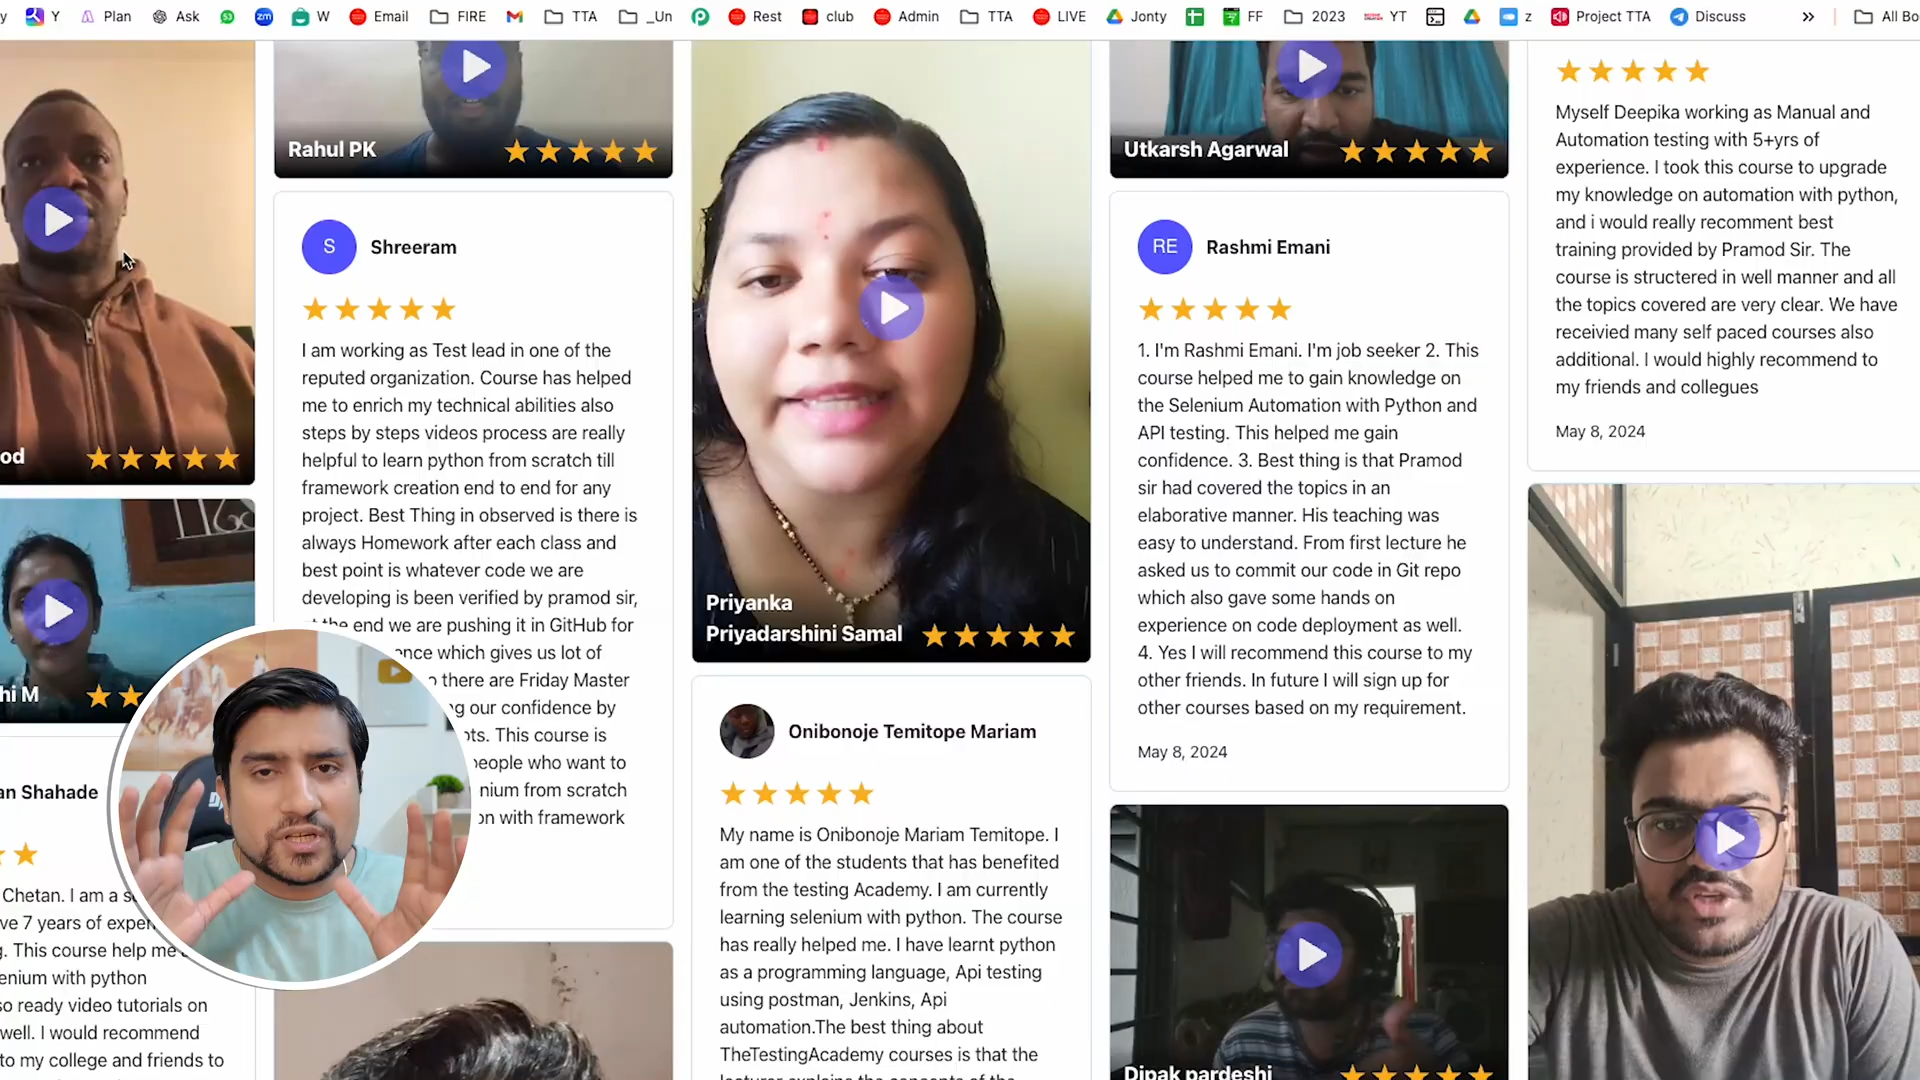 Y
Plan
Ask
W
Email
FIRE
TTA
_Un
Rest
club
Admin
TTA
LIVE
Jonty
FF
2023
YT
z
Project TTA
Discuss
»
All Bo
od
hi M
an Shahade
Chetan. I am a s
ve 7 years of exper
g. This course help me
enium with python
so ready video tutorials on
well. I would recommend
to my college and friends to
Rahul PK
S
Shreeram
I am working as Test lead in one of the
reputed organization. Course has helped
me to enrich my technical abilities also
steps by steps videos process are really
helpful to learn python from scratch till
framework creation end to end for any
project. Best Thing in observed is there is
always Homework after each class and
best point is whatever code we are
developing is been verified by pramod sir,
the end we are pushing it in GitHub for
ence which gives us lot of
o there are Friday Master
ng our confidence by
ots. This course is
people who want to
nium from scratch
on with framework
Priyanka
Priyadarshini Samal
Onibonoje Temitope Mariam
My name is Onibonoje Mariam Temitope. I
am one of the students that has benefited
from the testing Academy. I am currently
learning selenium with python. The course
has really helped me. I have learnt python
as a programming language, Api testing
using postman, Jenkins, Api
automation.The best thing about
TheTestingAcademy courses is that the
lecturer explains the concepts of the
Utkarsh Agarwal
RE
Rashmi Emani
1. I'm Rashmi Emani. I'm job seeker 2. This
course helped me to gain knowledge on
the Selenium Automation with Python and
API testing. This helped me gain
confidence. 3. Best thing is that Pramod
sir had covered the topics in an
elaborative manner. His teaching was
easy to understand. From first lecture he
asked us to commit our code in Git repo
which also gave some hands on
experience on code deployment as well.
4. Yes I will recommend this course to my
other friends. In future I will sign up for
other courses based on my requirement.
May 8, 2024
Dipak pardeshi
Myself Deepika working as Manual and
Automation testing with 5+yrs of
experience. I took this course to upgrade
my knowledge on automation with python,
and i would really recomment best
training provided by Pramod Sir. The
course is structered in well manner and all
the topics covered are very clear. We have
receivied many self paced courses also
additional. I would highly recommend to
my friends and collegues
May 8, 2024